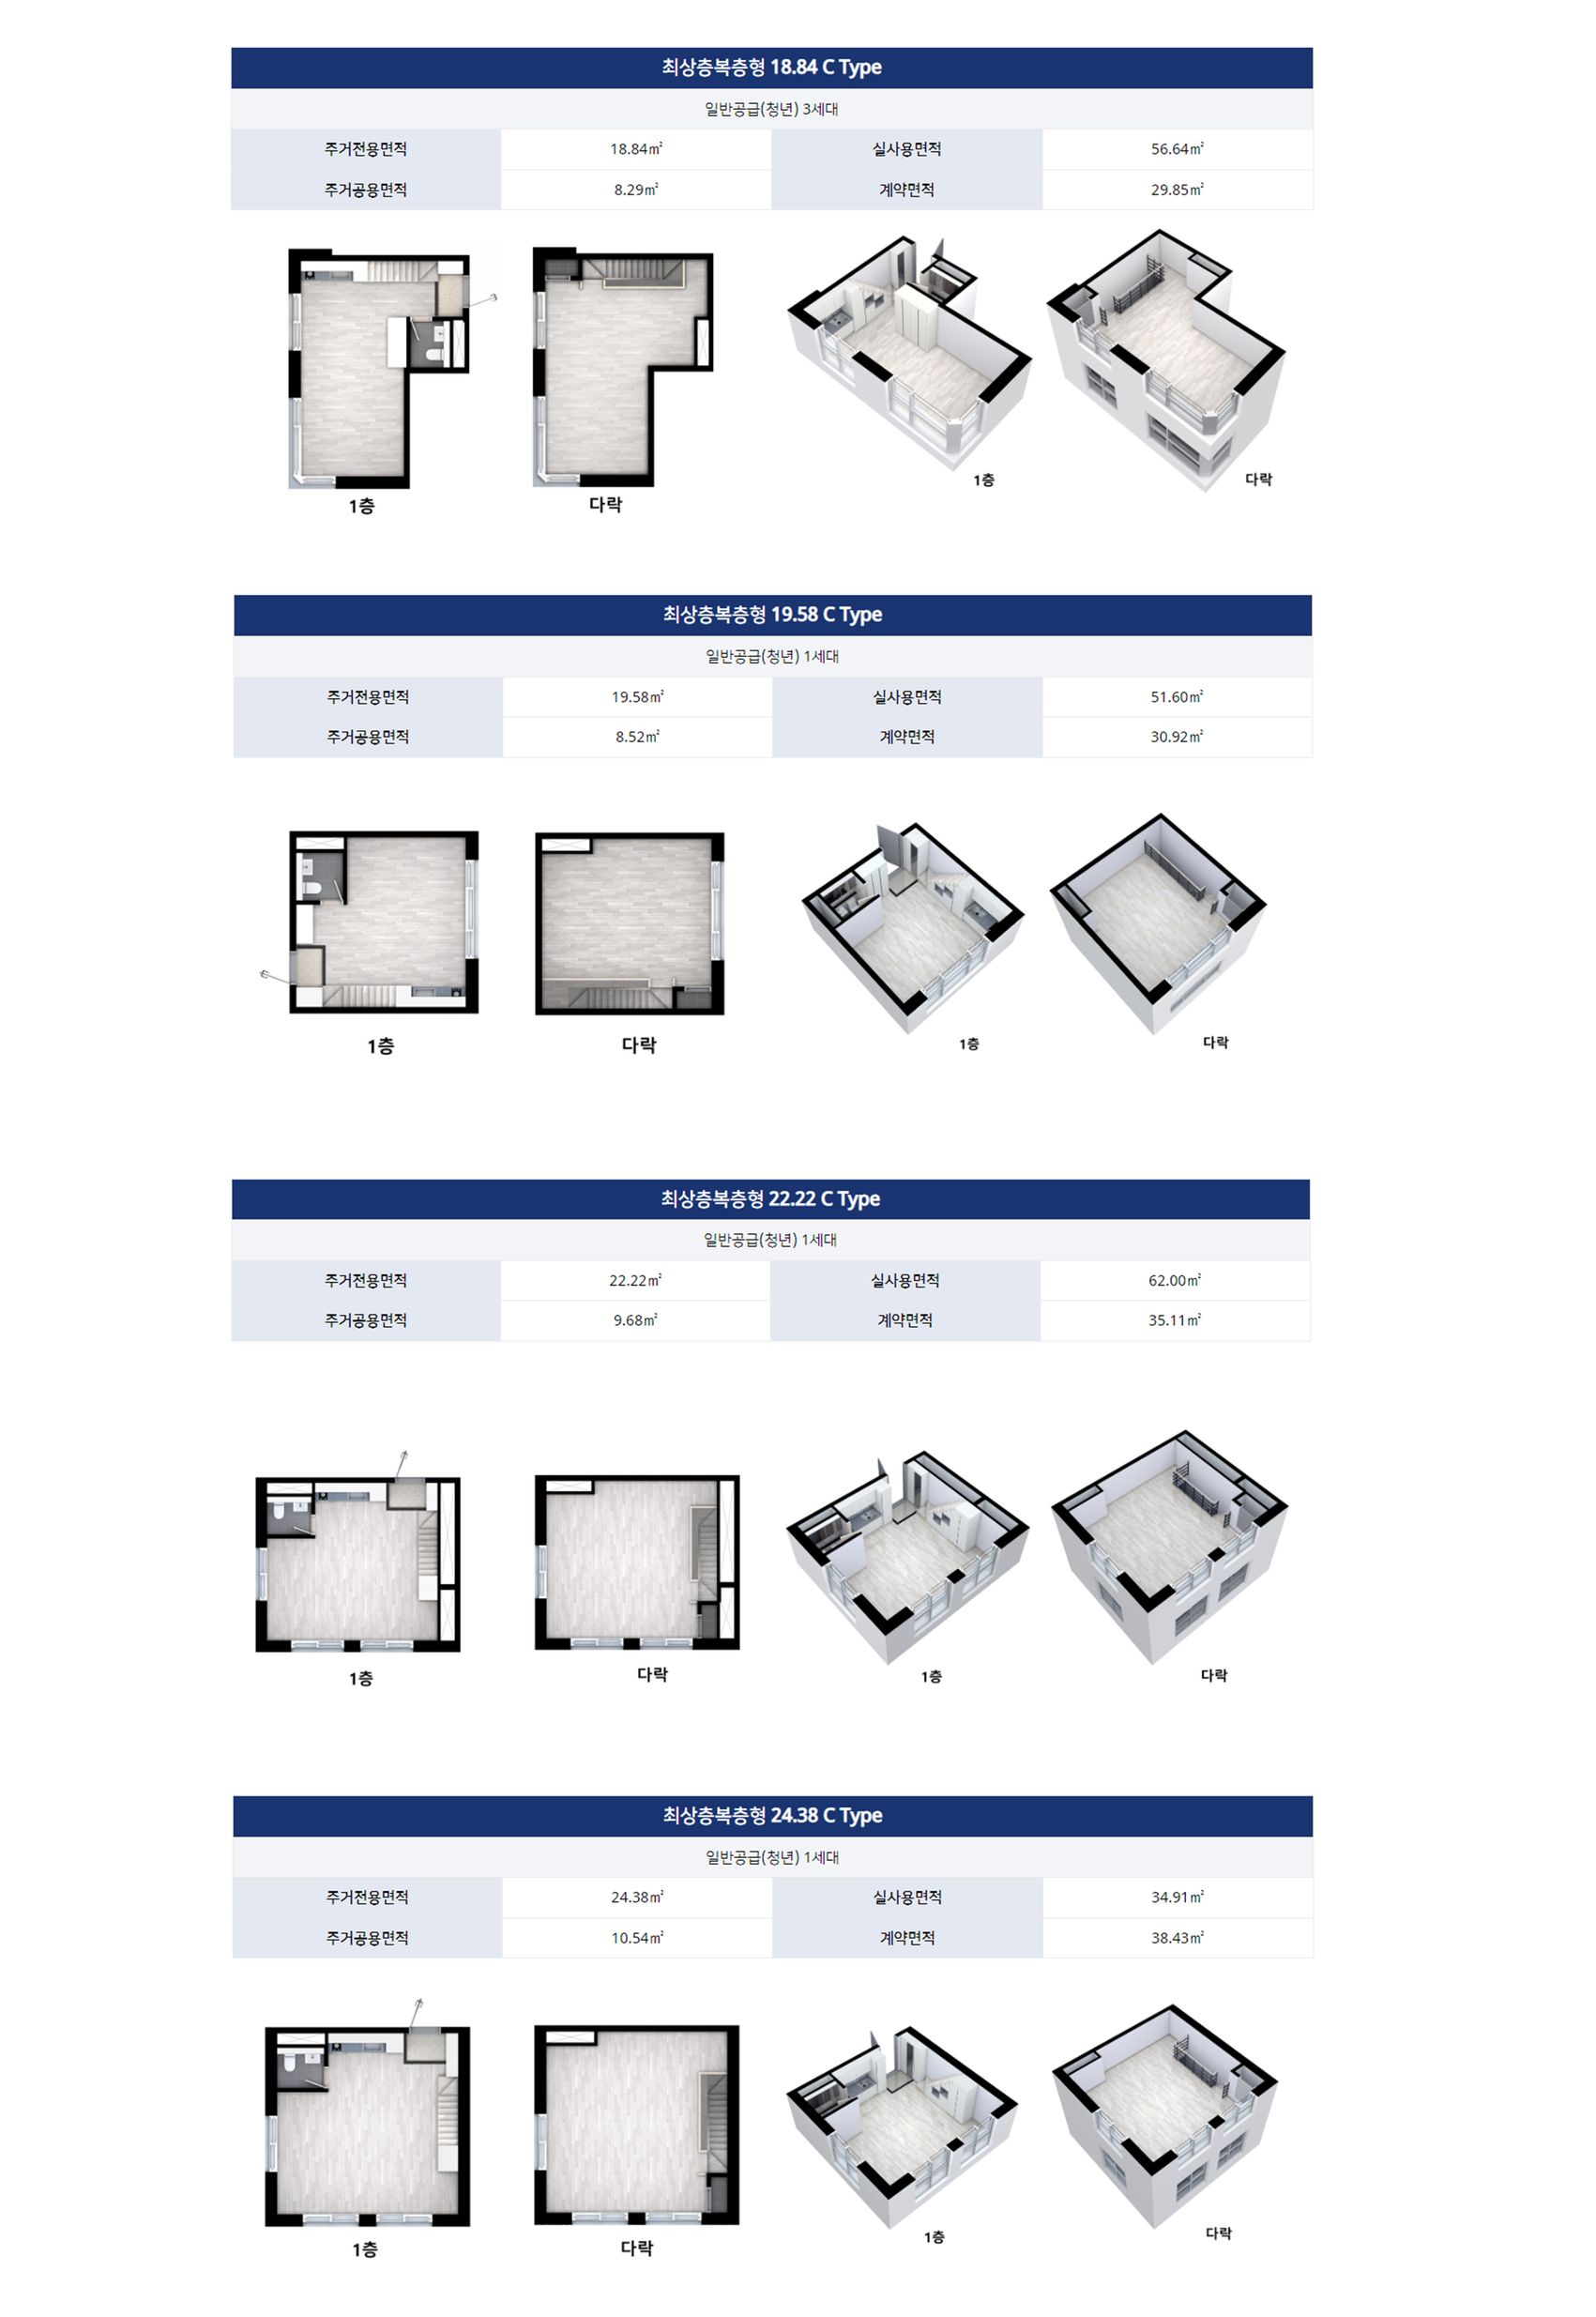 최상층복층형 18.84 C Type
일반공급(청년) 3세대
주거전용면적 18.84㎡ 실사용면적 56.64㎡
주거공용면적 8.29㎡ 계약면적 29.85㎡
1층 다락 1층 다락
최상층복층형 19.58 C Type
일반공급(청년) 1세대
주거전용면적 19.58㎡ 실사용면적 51.60㎡
주거공용면적 8.52㎡ 계약면적 30.92㎡
1층 다락 1층 다락
최상층복층형 22.22 C Type
일반공급(청년) 1세대
주거전용면적 22.22㎡ 실사용면적 62.00㎡
주거공용면적 9.68㎡ 계약면적 35.11㎡
1층 다락 1층 다락
최상층복층형 24.38 C Type
일반공급(청년) 1세대
주거전용면적 24.38㎡ 실사용면적 34.91㎡
주거공용면적 10.54㎡ 계약면적 38.43㎡
1층 다락 1층 다락